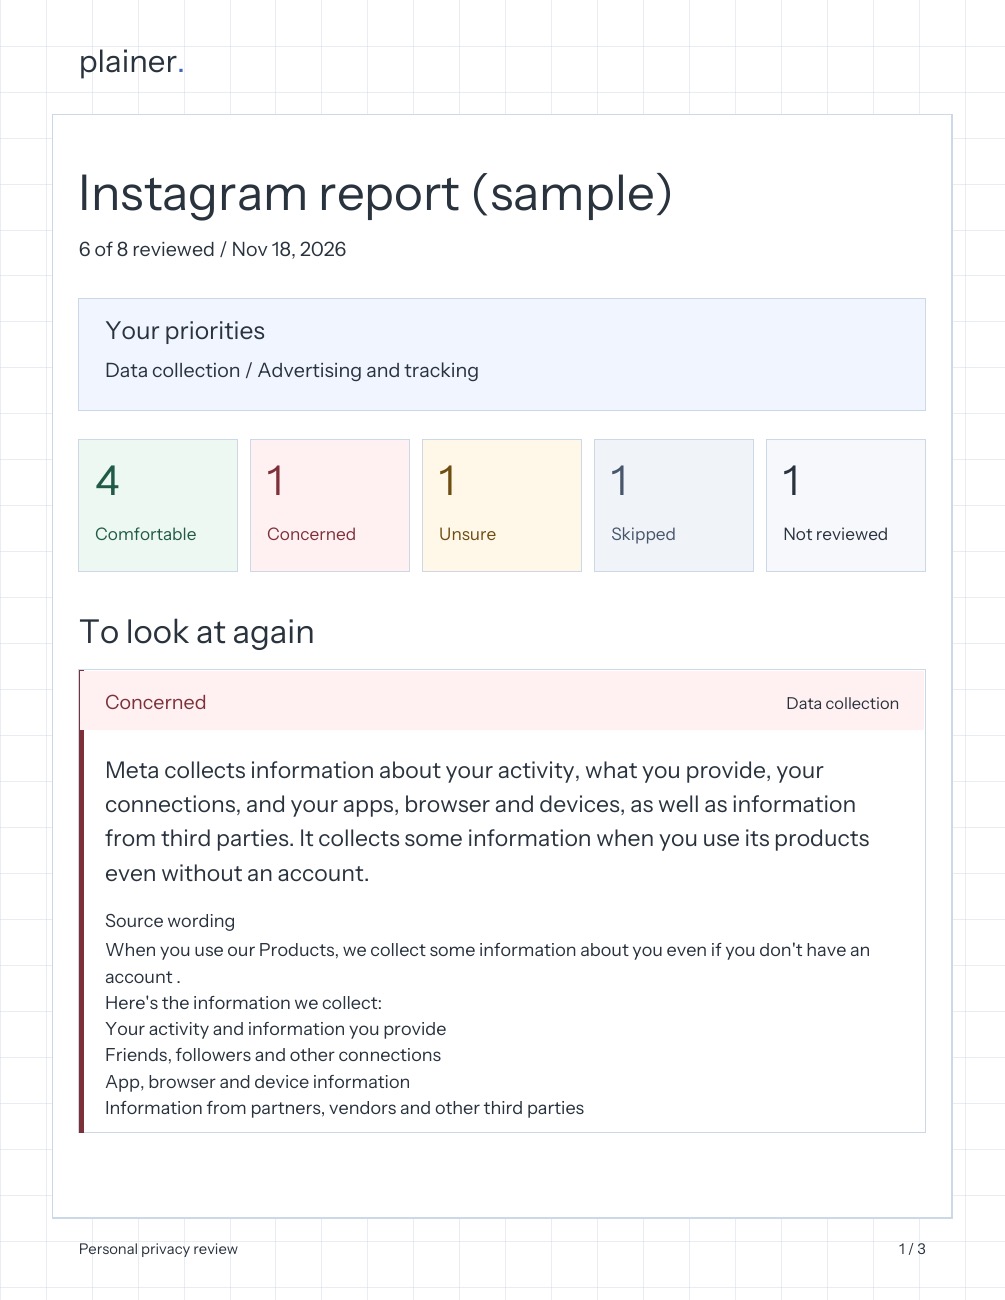 plainer.
Instagram report (sample)
6 of 8 reviewed / Nov 18, 2026
Your priorities
Data collection / Advertising and tracking
4
Comfortable
1
Concerned
1
Unsure
1
Skipped
1
Not reviewed
To look at again
Concerned
Data collection
Meta collects information about your activity, what you provide, your
connections, and your apps, browser and devices, as well as information
from third parties. It collects some information when you use its products
even without an account.
Source wording
When you use our Products, we collect some information about you even if you don't have an
account .
Here's the information we collect:
Your activity and information you provide
Friends, followers and other connections
App, browser and device information
Information from partners, vendors and other third parties
Personal privacy review
1 / 3